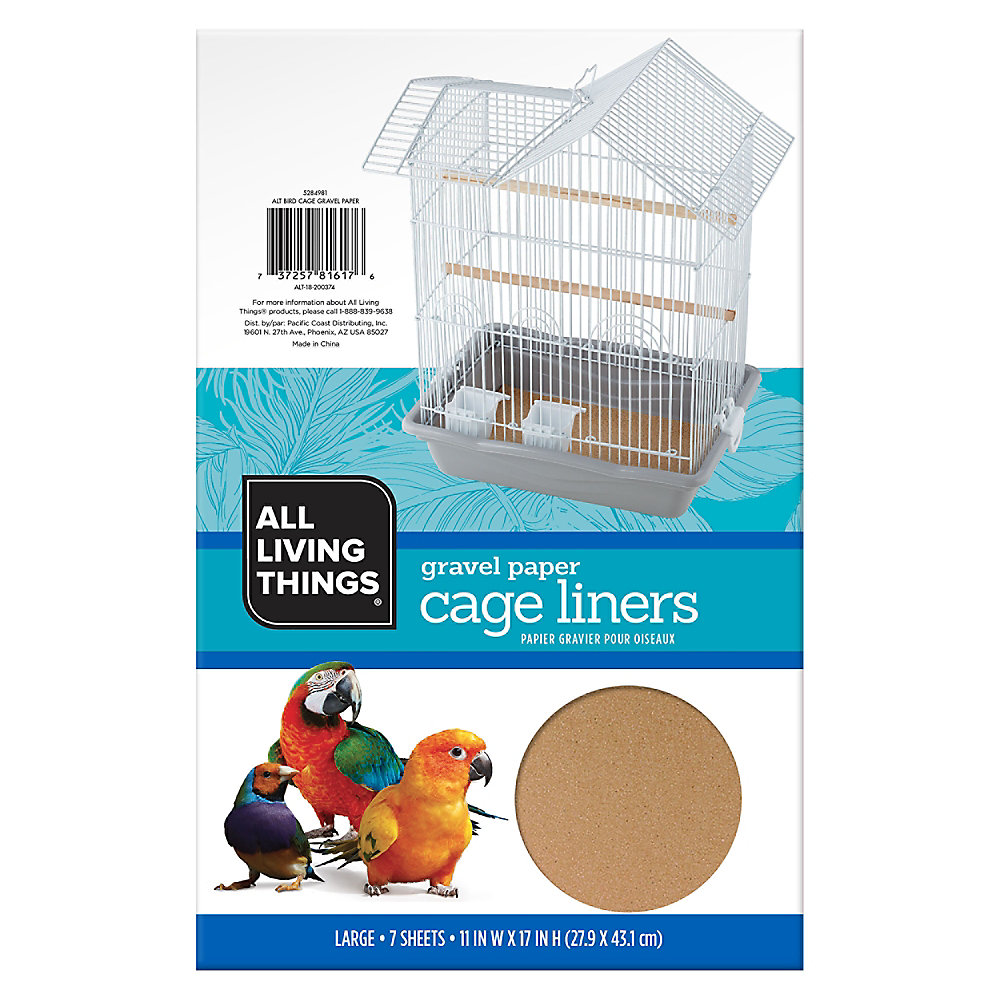 5284981
ALT BIRD CAGE GRAVEL PAPER
7 37257 81617 6
ALT-18-200374
For more information about All Living
Things® products, please call 1-888-839-9638
Dist. by/par: Pacific Coast Distributing, Inc.
19601 N. 27th Ave., Phoenix, AZ USA 85027
Made in China
ALL
LIVING
THINGS®
gravel paper
cage liners
PAPIER GRAVIER POUR OISEAUX
LARGE • 7 SHEETS • 11 IN W X 17 IN H (27.9 X 43.1 cm)